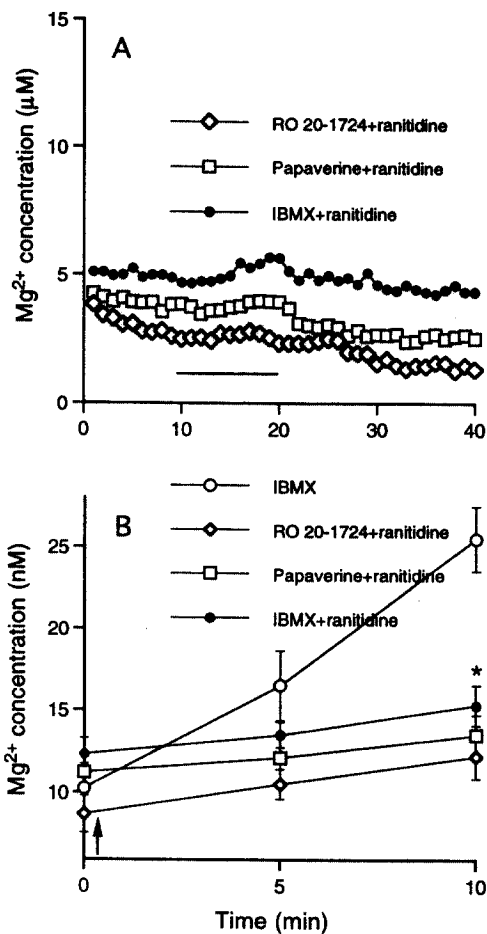 15
A
RO 20-1724+ranitidine
10
Papaverine+ranitidine
IBMX+ranitidine
Mg2+ concentration (μM)
5
0
0 10 20 30 40
IBMX
B
RO 20-1724+ranitidine
25
Papaverine+ranitidine
IBMX+ranitidine
20
*
Mg2+ concentration (nM)
15
10
0 5 10
Time (min)